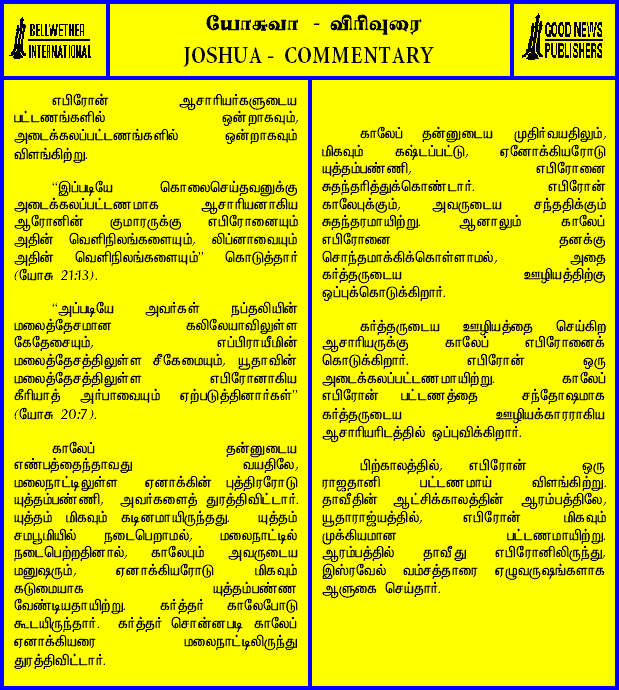 BELLWETHER
INTERNATIONAL
யோசுவா - விரிவுரை
JOSHUA - COMMENTARY
GOOD NEWS
PUBLISHERS
எபிரோன் ஆசாரியர்களுடைய
பட்டணங்களில் ஒன்றாகவும்,
அடைக்கலப்பட்டணங்களில் ஒன்றாகவும்
விளங்கிற்று.
“இப்படியே கொலைசெய்தவனுக்கு
அடைக்கலப்பட்டணமாக ஆசாரியனாகிய
ஆரோனின் குமாரருக்கு எபிரோனையும்
அதின் வெளிநிலங்களையும், லிப்னாவையும்
அதின் வெளிநிலங்களையும்” கொடுத்தார்
(யோசு 21:13).
“அப்படியே அவர்கள் நப்தலியின்
மலைத்தேசமான கலிலேயாவிலுள்ள
கேதேசையும், எப்பிராயீமின்
மலைத்தேசத்திலுள்ள சீகேமையும், யூதாவின்
மலைத்தேசத்திலுள்ள எபிரோனாகிய
கீரியாத் அர்பாவையும் ஏற்படுத்தினார்கள்”
(யோசு 20:7).
காலேப் தன்னுடைய
எண்பத்தைந்தாவது வயதிலே,
மலைநாட்டிலுள்ள ஏனாக்கின் புத்திரரோடு
யுத்தம்பண்ணி, அவர்களைத் துரத்திவிட்டார்.
யுத்தம் மிகவும் கடினமாயிருந்தது. யுத்தம்
சமபூமியில் நடைபெறாமல், மலைநாட்டில்
நடைபெற்றதினால், காலேபும் அவருடைய
மனுஷரும், ஏனாக்கியரோடு மிகவும்
கடுமையாக யுத்தம்பண்ண
வேண்டியதாயிற்று. கர்த்தர் காலேபோடு
கூடயிருந்தார். கர்த்தர் சொன்னபடி காலேப்
ஏனாக்கியரை மலைநாட்டிலிருந்து
துரத்திவிட்டார்.
காலேப் தன்னுடைய முதிர்வயதிலும்,
மிகவும் கஷ்டப்பட்டு, ஏனோக்கியரோடு
யுத்தம்பண்ணி, எபிரோனை
சுதந்தரித்துக்கொண்டார். எபிரோன்
காலேபுக்கும், அவருடைய சந்ததிக்கும்
சுதந்தரமாயிற்று. ஆனாலும் காலேப்
எபிரோனை தனக்கு
சொந்தமாக்கிக்கொள்ளாமல், அதை
கர்த்தருடைய ஊழியத்திற்கு
ஒப்புக்கொடுக்கிறார்.
கர்த்தருடைய ஊழியத்தை செய்கிற
ஆசாரியருக்கு காலேப் எபிரோனைக்
கொடுக்கிறார். எபிரோன் ஒரு
அடைக்கலப்பட்டணமாயிற்று. காலேப்
எபிரோன் பட்டணத்தை சந்தோஷமாக
கர்த்தருடைய ஊழியக்காரராகிய
ஆசாரியரிடத்தில் ஒப்புவிக்கிறார்.
பிற்காலத்தில், எபிரோன் ஒரு
ராஜதானி பட்டணமாய் விளங்கிற்று.
தாவீதின் ஆட்சிக்காலத்தின் ஆரம்பத்திலே,
யூதாராஜ்யத்தில், எபிரோன் மிகவும்
முக்கியமான பட்டணமாயிற்று.
ஆரம்பத்தில் தாவீது எபிரோனிலிருந்து,
இஸ்ரவேல் வம்சத்தாரை ஏழுவருஷங்களாக
ஆளுகை செய்தார்.